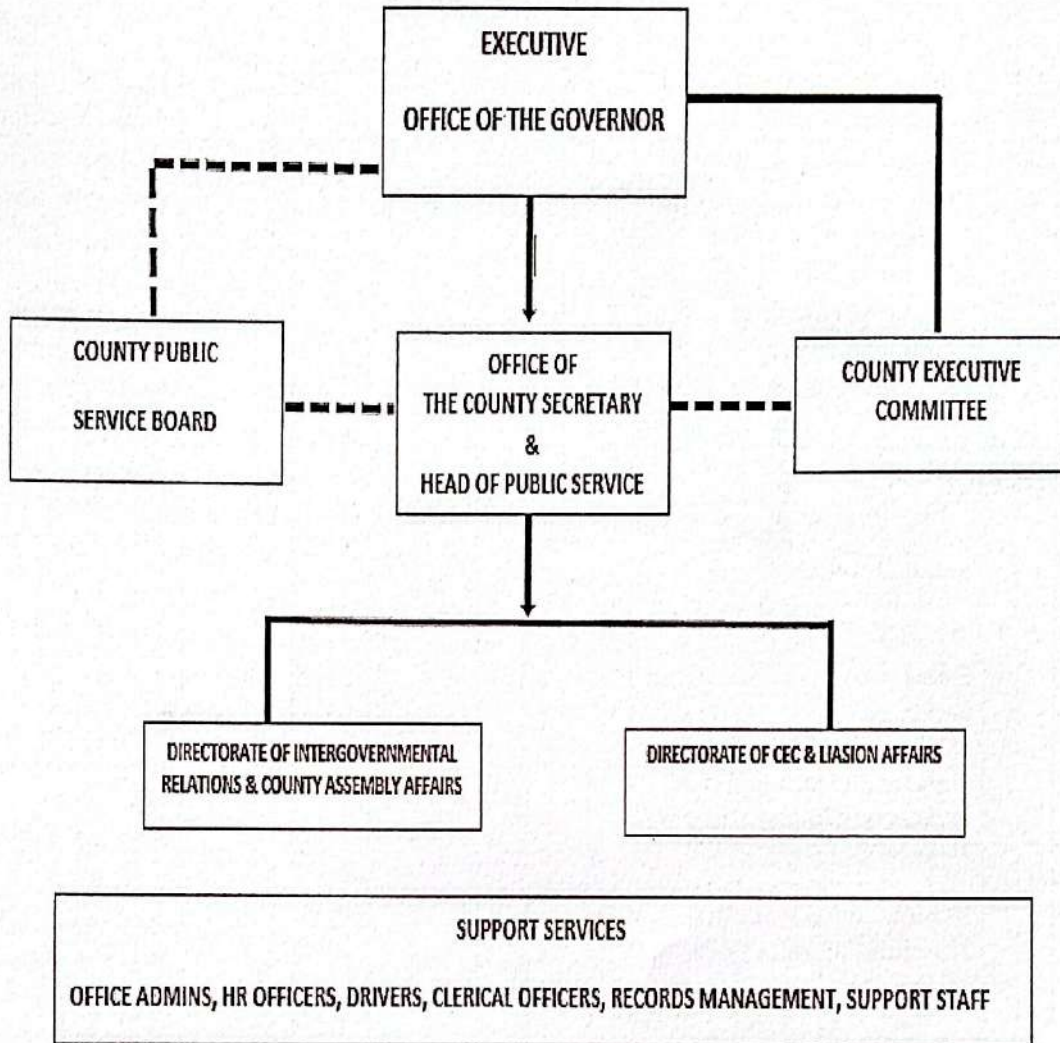 EXECUTIVE
OFFICE OF THE GOVERNOR
COUNTY PUBLIC
SERVICE BOARD
OFFICE OF
THE COUNTY SECRETARY
&
HEAD OF PUBLIC SERVICE
COUNTY EXECUTIVE
COMMITTEE
DIRECTORATE OF INTERGOVERNMENTAL
RELATIONS & COUNTY ASSEMBLY AFFAIRS
DIRECTORATE OF CEC & LIASION AFFAIRS
SUPPORT SERVICES
OFFICE ADMINS, HR OFFICERS, DRIVERS, CLERICAL OFFICERS, RECORDS MANAGEMENT, SUPPORT STAFF